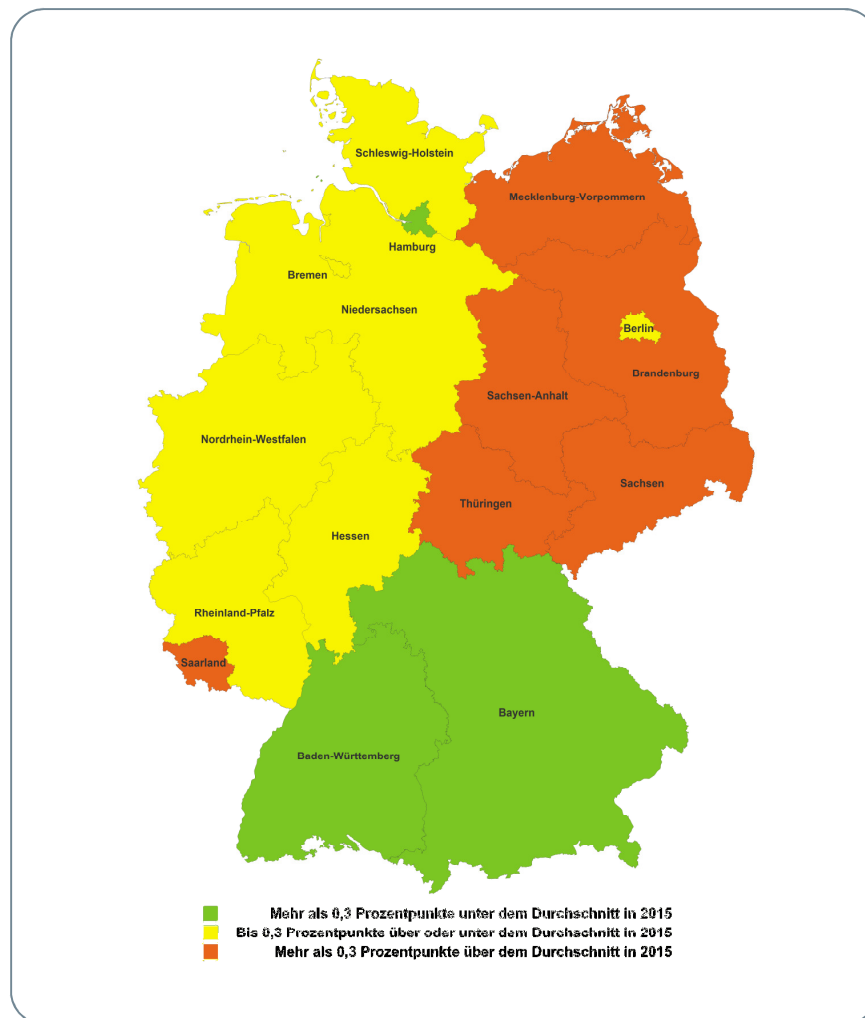 Schleswig-Holstein
Mecklenburg-Vorpommern
Hamburg
Bremen
Niedersachsen
Berlin
Drandenburg
Sachsen-Anhalt
Nordrhein-Westfalen
Sachsen
Thüringen
Hessen
Rheinland-Pfalz
Saarland
Bayern
Baden-Württemberg
Mehr als 0,3 Prozentpunkte unter dem Durchschnitt in 2015
Bis 0,3 Prozentpunkte über oder unter dem Durchschnitt in 2015
Mehr als 0,3 Prozentpunkte über dem Durchschnitt in 2015